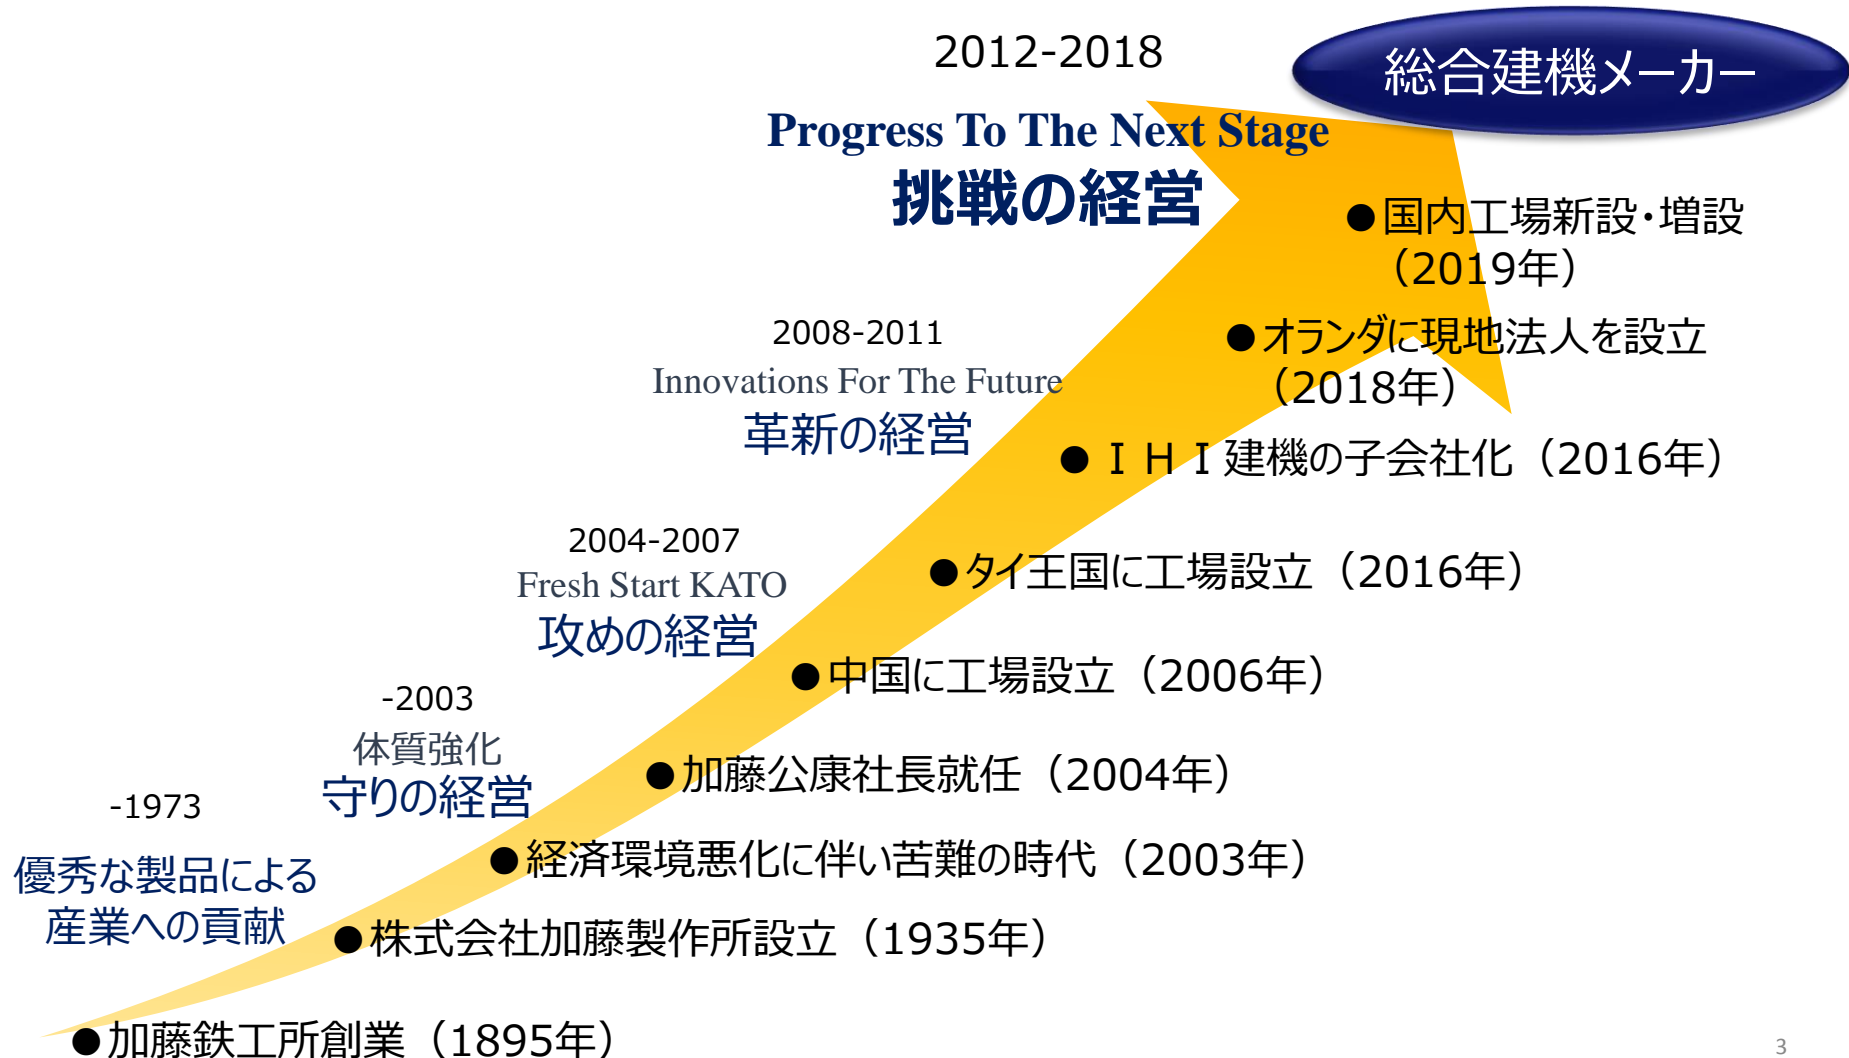 2012-2018
総合建機メーカー
Progress To The Next Stage
挑戦の経営
●国内工場新設・増設
（2019年）
●オランダに現地法人を設立
（2018年）
2008-2011
Innovations For The Future
革新の経営
●ＩＨＩ建機の子会社化（2016年）
2004-2007
Fresh Start KATO
攻めの経営
●タイ王国に工場設立（2016年）
●中国に工場設立（2006年）
-2003
体質強化
守りの経営
●加藤公康社長就任（2004年）
-1973
優秀な製品による
産業への貢献
●経済環境悪化に伴い苦難の時代（2003年）
●株式会社加藤製作所設立（1935年）
●加藤鉄工所創業（1895年）
3